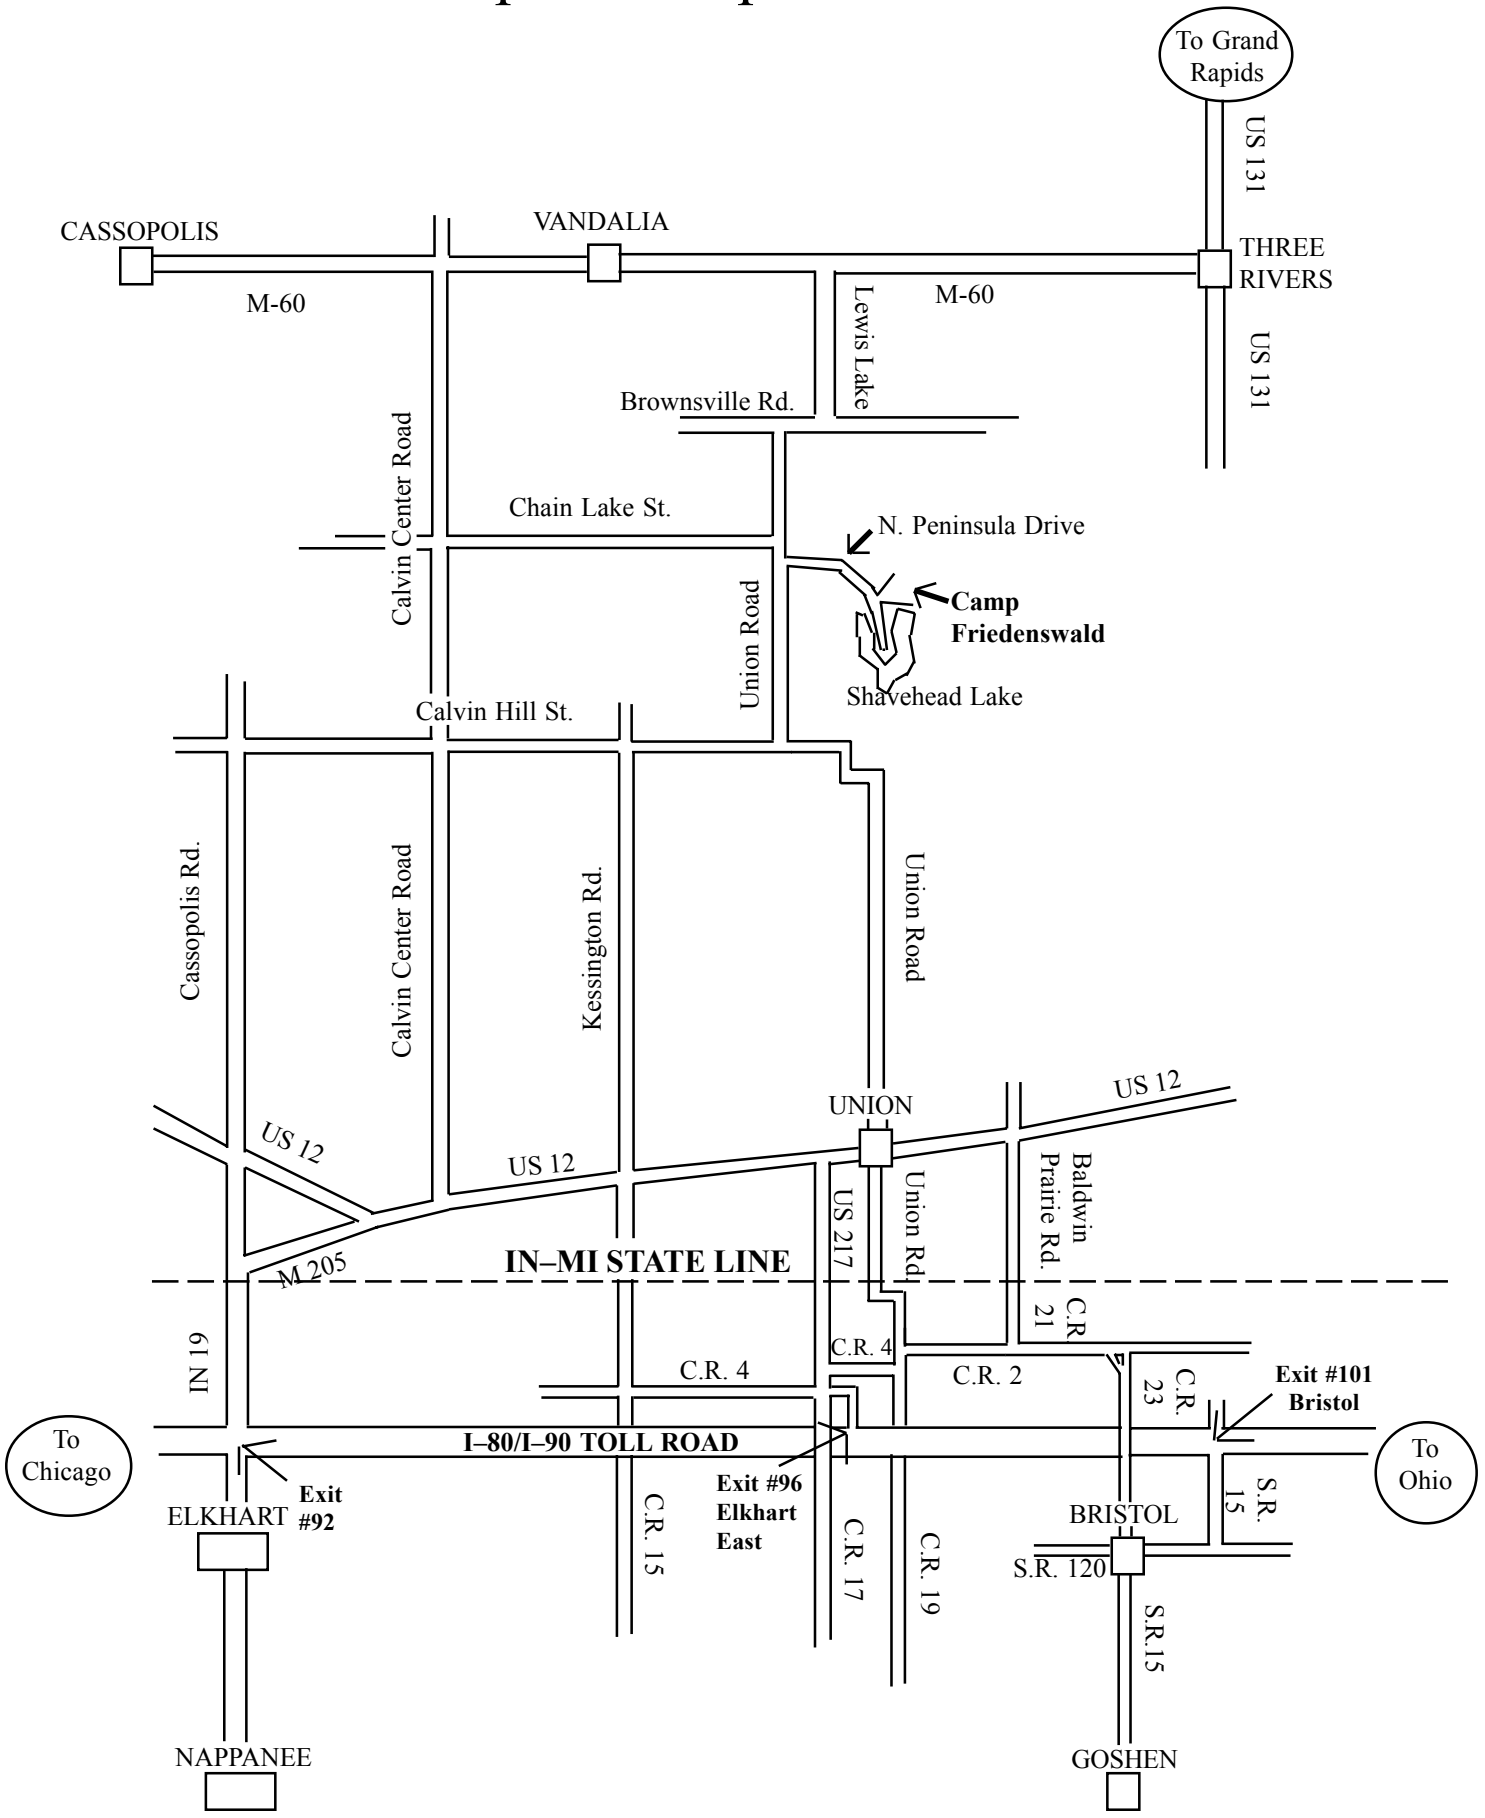 To Grand
Rapids
US 131
CASSOPOLIS
VANDALIA
THREE
RIVERS
M-60
Lewis Lake
M-60
US 131
Brownsville Rd.
Calvin Center Road
Chain Lake St.
N. Peninsula Drive
Union Road
Camp
Friedenswald
Shavehead Lake
Calvin Hill St.
Cassopolis Rd.
Calvin Center Road
Kessington Rd.
Union Road
US 12
UNION
US 12
US 12
US 217
Union Rd.
Baldwin
Prairie Rd.
IN–MI STATE LINE
M 205
IN 19
C.R.
21
C.R. 4
C.R. 4
C.R. 2
C.R.
23
Exit #101
Bristol
To
Chicago
I–80/I–90 TOLL ROAD
To
Ohio
Exit
#92
ELKHART
Exit #96
Elkhart
East
C.R. 15
C.R. 17
C.R. 19
BRISTOL
S.R.
15
S.R. 120
S.R.15
NAPPANEE
GOSHEN